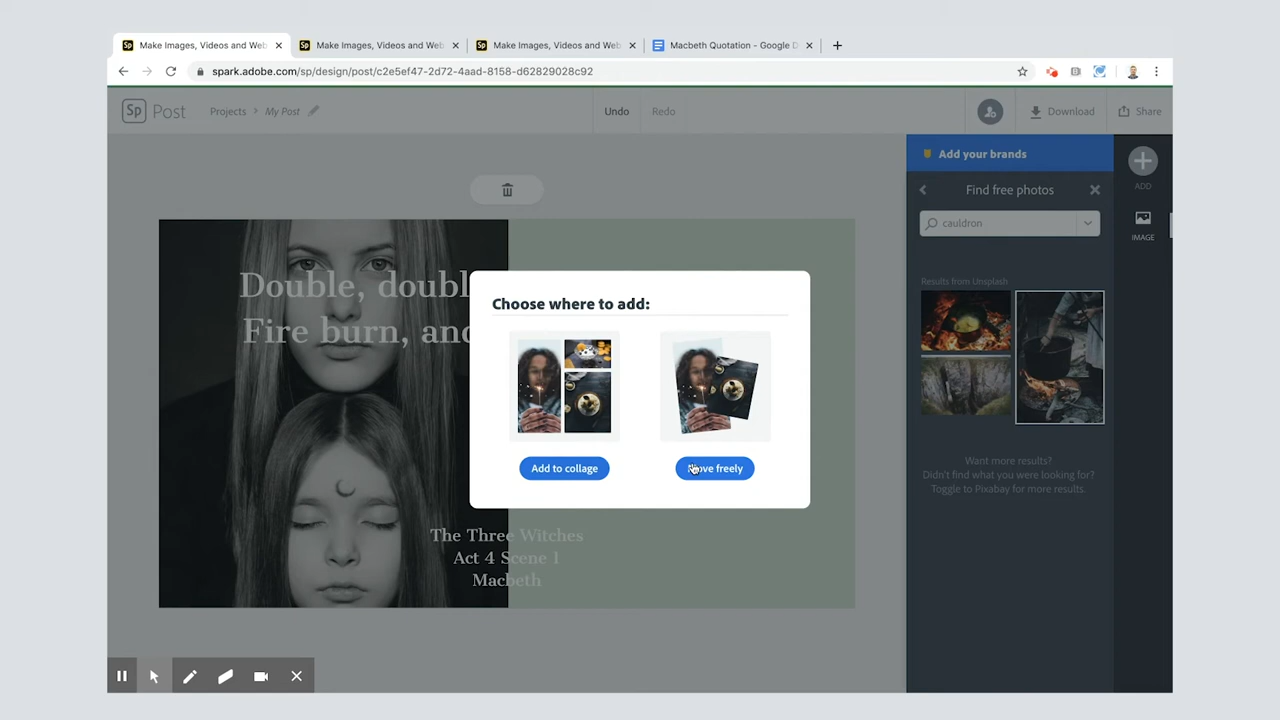 Make Images, Videos and Web
Make Images, Videos and Web
Make Images, Videos and Web
Macbeth Quotation - Google D
spark.adobe.com/sp/design/post/c2e5ef47-2d72-4aad-8158-d62829028c92
Sp Post
Projects > My Post
Undo
Redo
Download
Share
Add your brands
Find free photos
ADD
cauldron
IMAGE
Results from Unsplash
Double, doubl
Fire burn, and
Choose where to add:
Add to collage
Move freely
Want more results?
Didn't find what you were looking for?
Toggle to Pixabay for more results.
The Three Witches
Act 4 Scene 1
Macbeth